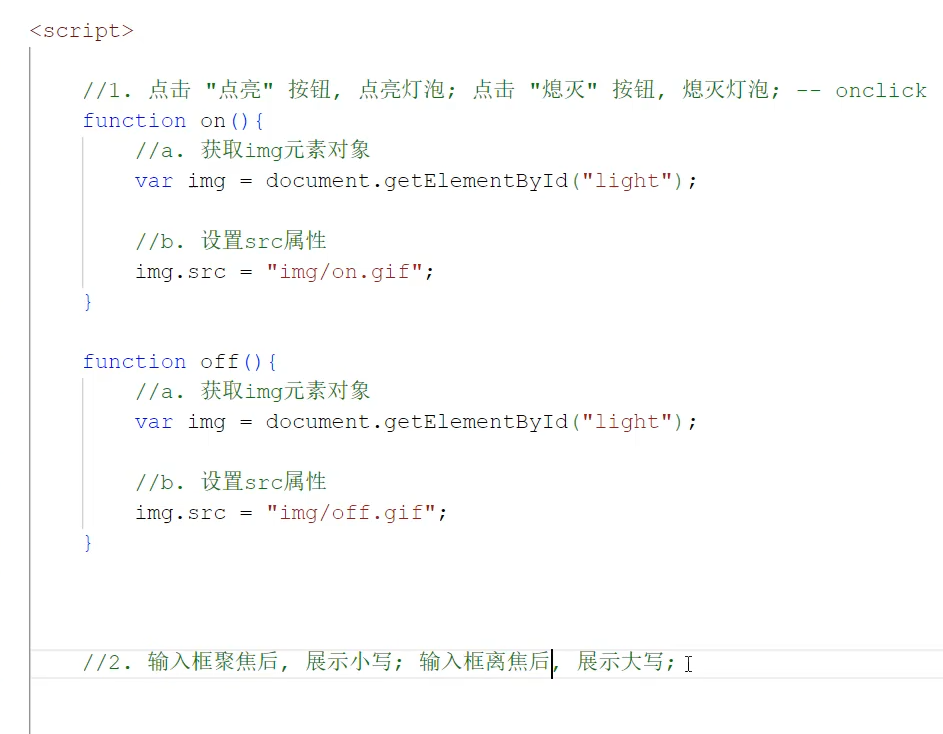 <script>
//1. 点击 "点亮" 按钮, 点亮灯泡; 点击 "熄灭" 按钮, 熄灭灯泡; -- onclick
function on(){
//a. 获取img元素对象
var img = document.getElementById("light");
//b. 设置src属性
img.src = "img/on.gif";
}
function off(){
//a. 获取img元素对象
var img = document.getElementById("light");
//b. 设置src属性
img.src = "img/off.gif";
}
//2. 输入框聚焦后, 展示小写; 输入框离焦后, 展示大写;